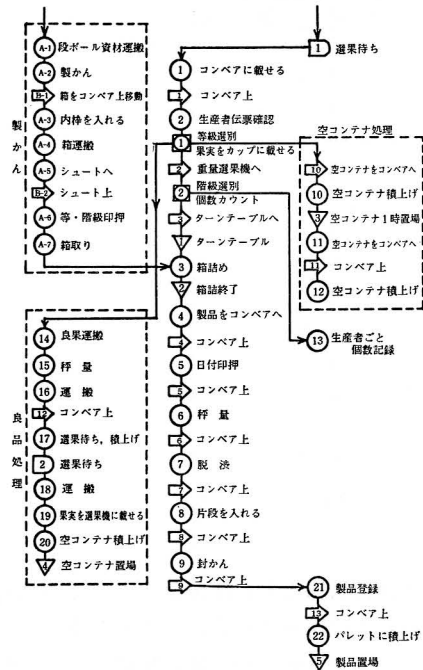 製かん
A-1 段ボール資材運搬
A-2 製かん
B-1 箱をコンベア上移動
A-3 内枠を入れる
A-4 箱運搬
A-5 シュートへ
B-2 シュート上
A-6 等・階級印押
A-7 箱取り
1 選果待ち
1 コンベアに載せる
1 コンベア上
2 生産者伝票確認
1 等級選別
果実をカップに載せる
2 重量選果機へ
2 階級選別
個数カウント
3 ターンテーブルへ
1 ターンテーブル
3 箱詰め
2 箱詰終了
4 製品をコンベアへ
4 コンベア上
5 日付印押
5 コンベア上
6 秤量
6 コンベア上
7 脱渋
7 コンベア上
8 片段を入れる
8 コンベア上
9 封かん
9 コンベア上
空コンテナ処理
10 空コンテナをコンベアへ
10 空コンテナ積上げ
3 空コンテナ1時置場
11 空コンテナをコンベアへ
11 コンベア上
12 空コンテナ積上げ
13 生産者ごと
個数記録
良品処理
14 良果運搬
15 秤量
16 運搬
12 コンベア上
17 選果待ち,積上げ
2 選果待ち
18 運搬
19 果実を選果機に載せる
20 空コンテナ積上げ
4 空コンテナ置場
21 製品登録
13 コンベア上
22 パレットに積上げ
5 製品置場